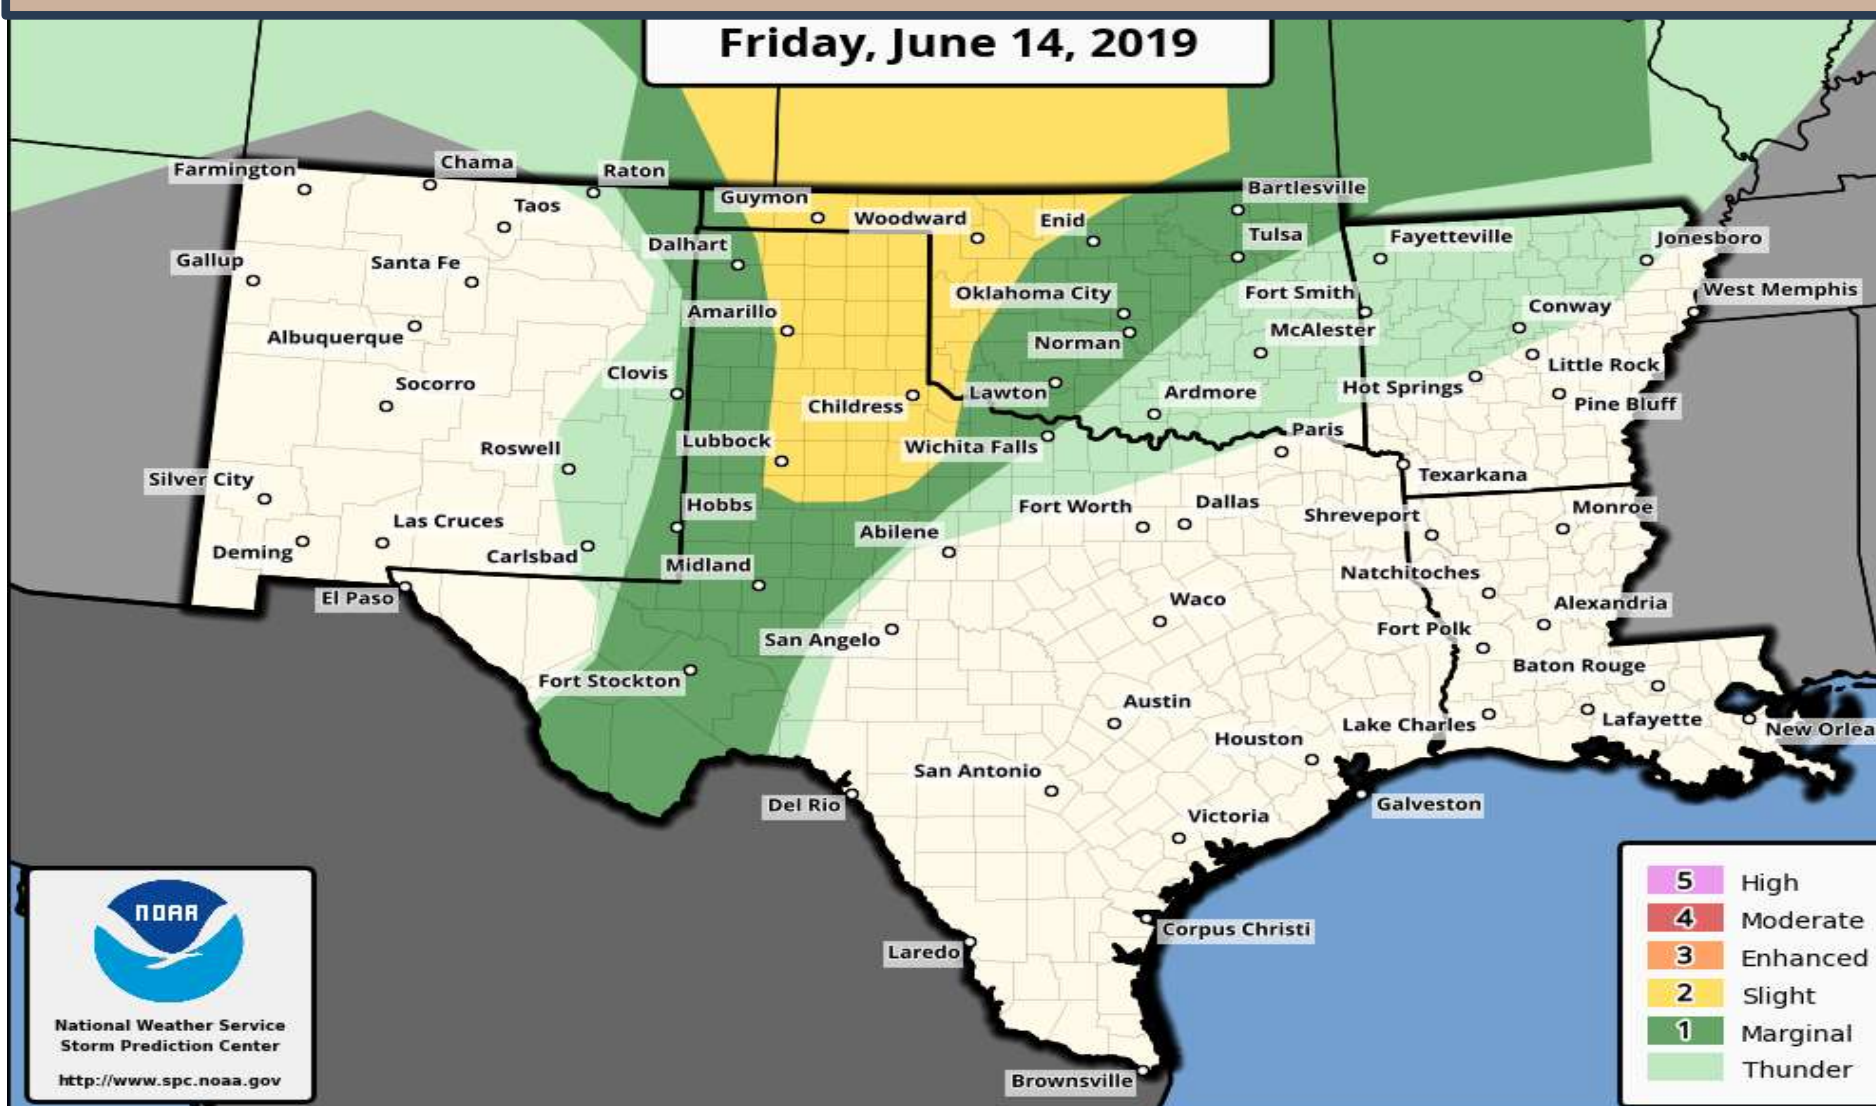 Friday, June 14, 2019
Farmington
Chama
Raton
Taos
Guymon
Woodward
Enid
Bartlesville
Gallup
Santa Fe
Dalhart
Tulsa
Fayetteville
Jonesboro
Albuquerque
Amarillo
Oklahoma City
Fort Smith
Conway
West Memphis
Norman
McAlester
Socorro
Clovis
Childress
Lawton
Ardmore
Hot Springs
Little Rock
Pine Bluff
Roswell
Lubbock
Wichita Falls
Paris
Texarkana
Silver City
Las Cruces
Hobbs
Abilene
Fort Worth
Dallas
Shreveport
Monroe
Deming
Carlsbad
Midland
Natchitoches
El Paso
San Angelo
Waco
Fort Polk
Alexandria
Fort Stockton
Austin
Baton Rouge
Houston
Lake Charles
Lafayette
New Orlea
San Antonio
Del Rio
Victoria
Galveston
Laredo
Corpus Christi
Brownsville
NOAA
National Weather Service
Storm Prediction Center
http://www.spc.noaa.gov
5 High
4 Moderate
3 Enhanced
2 Slight
1 Marginal
Thunder